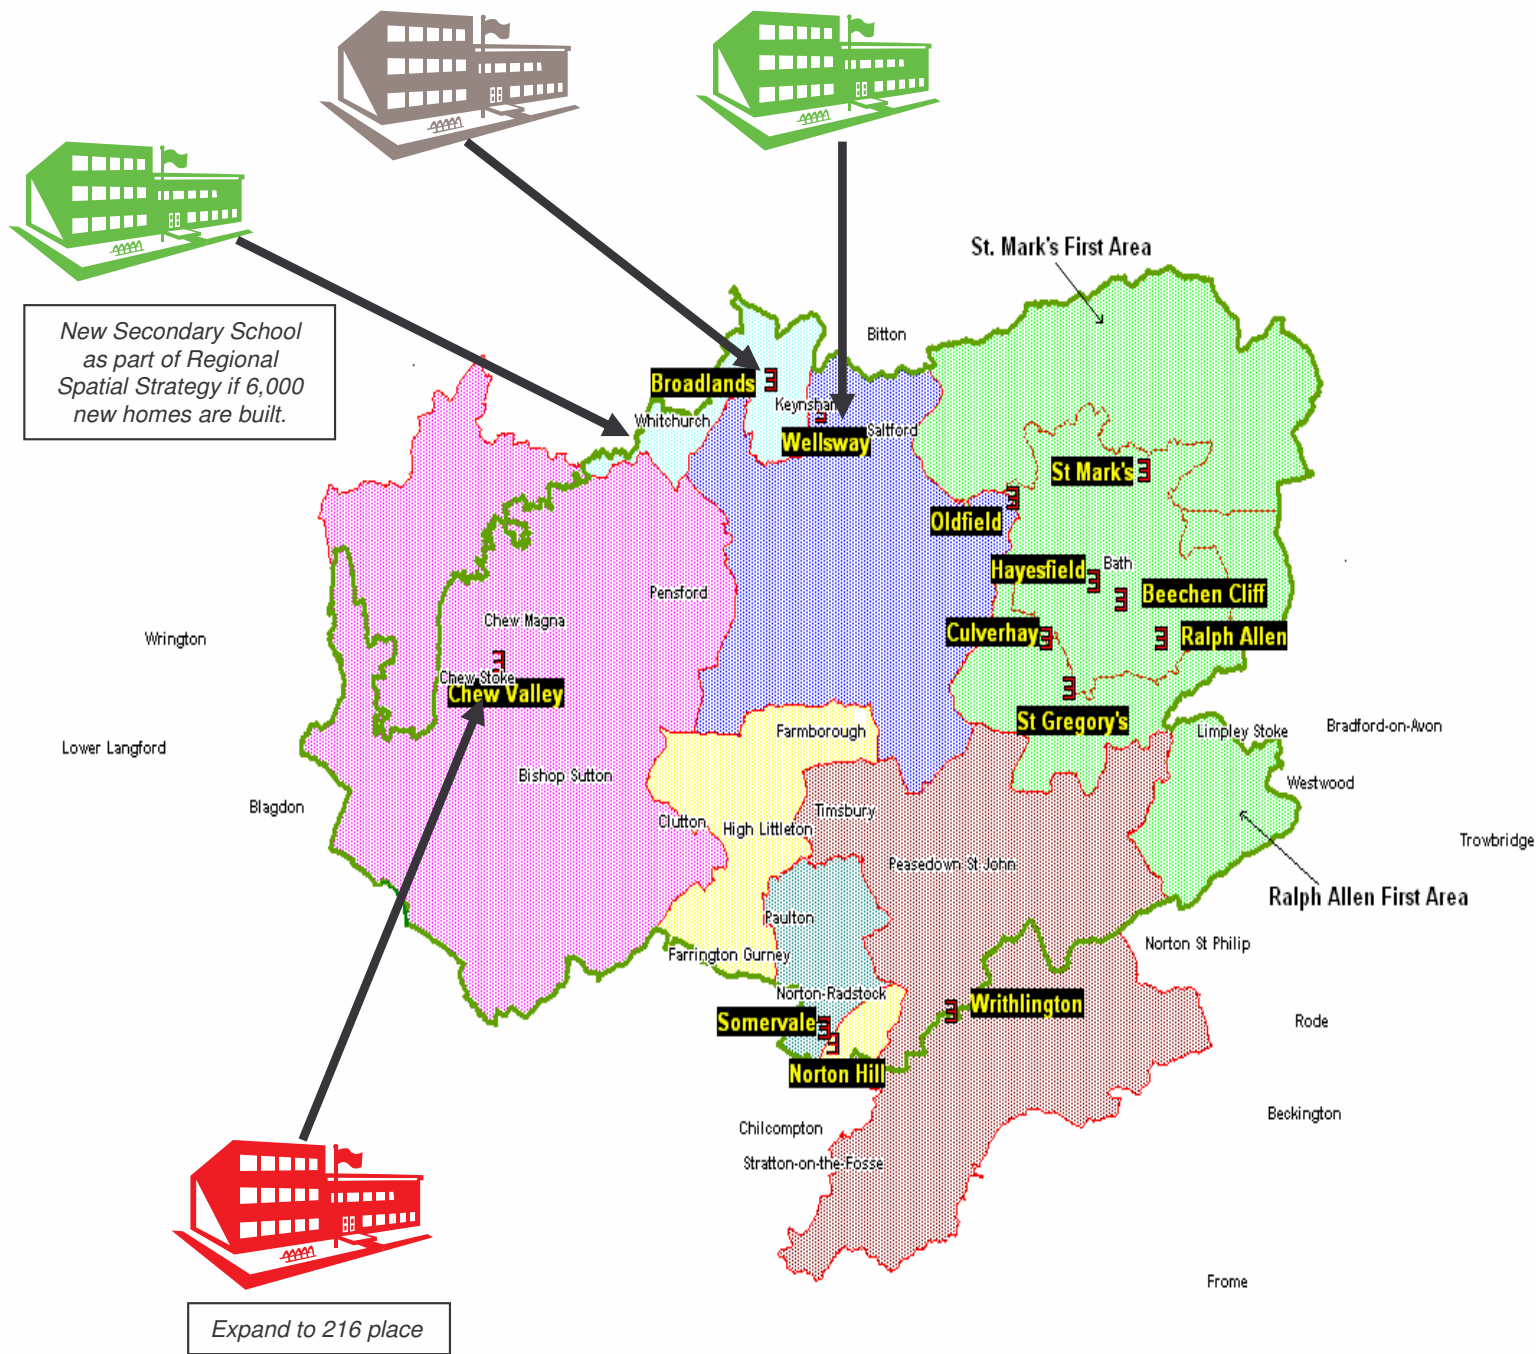 St. Mark's First Area
New Secondary School
as part of Regional
Spatial Strategy if 6,000
new homes are built.
Bitton
Broadlands
Keynsham
Whitchurch
Saltford
Wellsway
St Mark's
Oldfield
Hayesfield
Bath
Beechen Cliff
Pensford
Chew Magna
Culverhay
Ralph Allen
Wrington
Chew Stoke
Chew Valley
St Gregory's
Limpley Stoke
Bradford-on-Avon
Farmborough
Lower Langford
Bishop Sutton
Westwood
Blagdon
Timsbury
Clutton
High Littleton
Trowbridge
Peasedown St John
Ralph Allen First Area
Paulton
Norton St Philip
Farrington Gurney
Norton-Radstock
Writhlington
Somervale
Rode
Norton Hill
Beckington
Chilcompton
Stratton-on-the-Fosse
Frome
Expand to 216 place